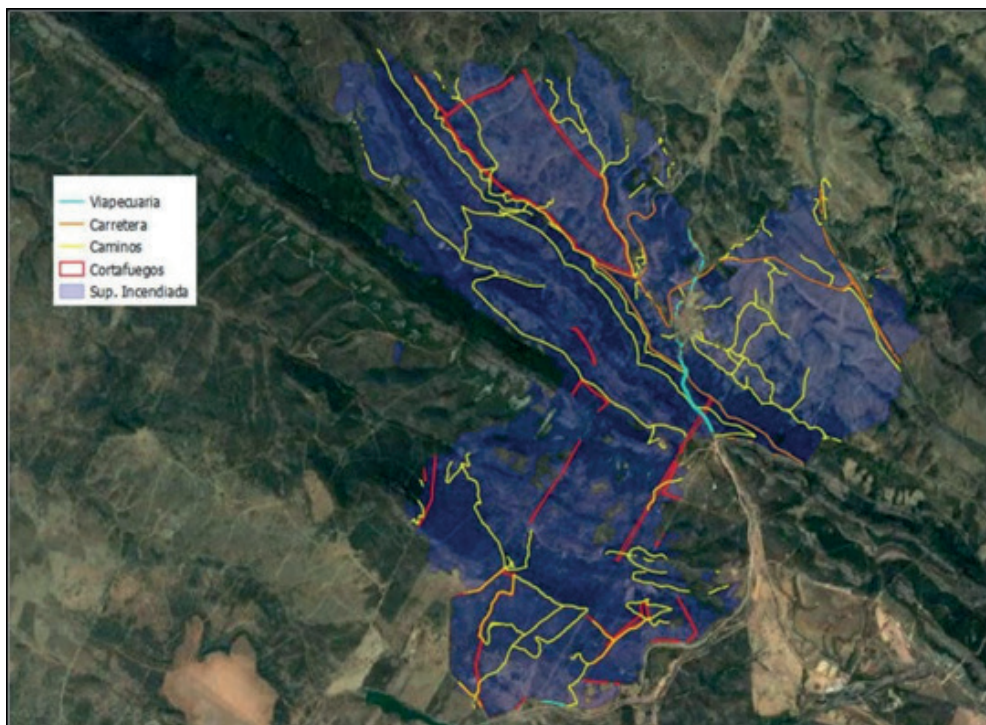 Viapecuaria
Carretera
Caminos
Cortafuegos
Sup. Incendiada